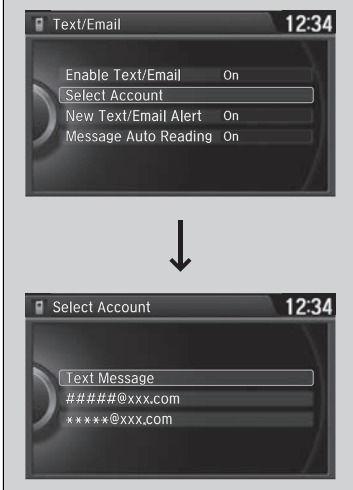 Text/Email 12:34
Enable Text/Email On
Select Account
New Text/Email Alert On
Message Auto Reading On
Select Account 12:34
Text Message
#####@xxx.com
*****@xxx.com